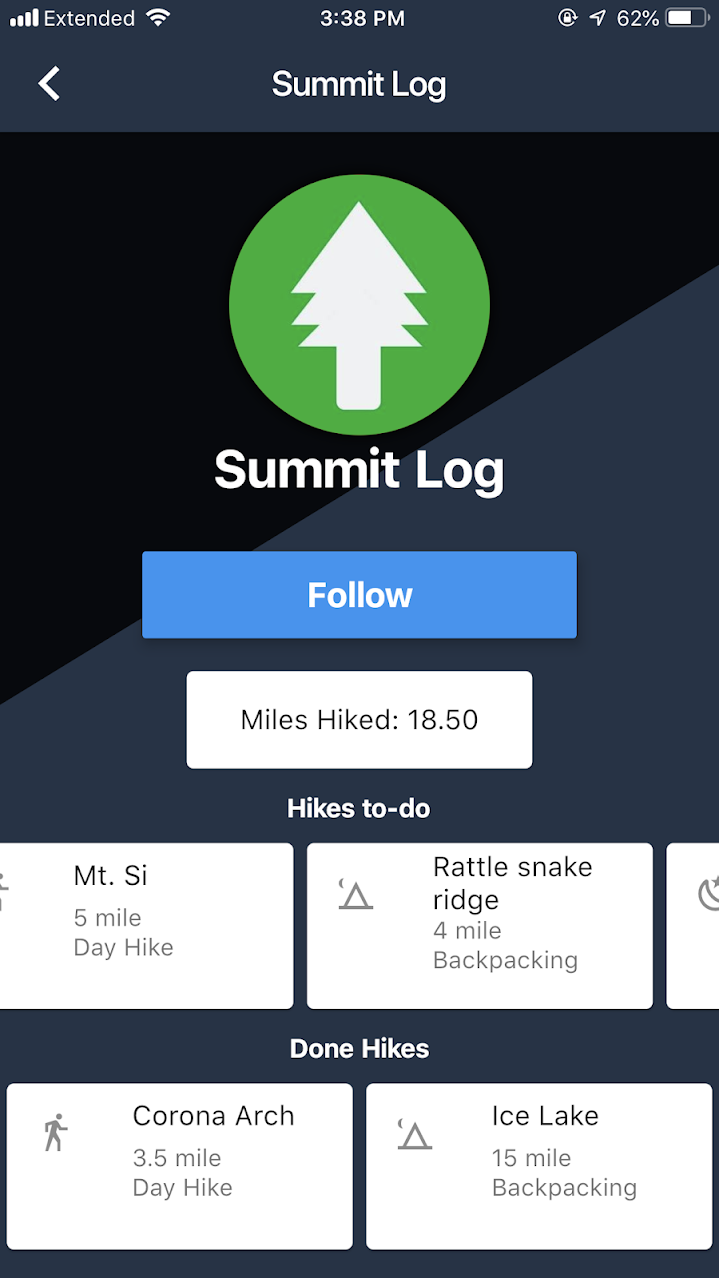 Extended 3:38 PM 62%
Summit Log
Summit Log
Follow
Miles Hiked: 18.50
Hikes to-do
Mt. Si
5 mile
Day Hike
Rattle snake
ridge
4 mile
Backpacking
Done Hikes
Corona Arch
3.5 mile
Day Hike
Ice Lake
15 mile
Backpacking